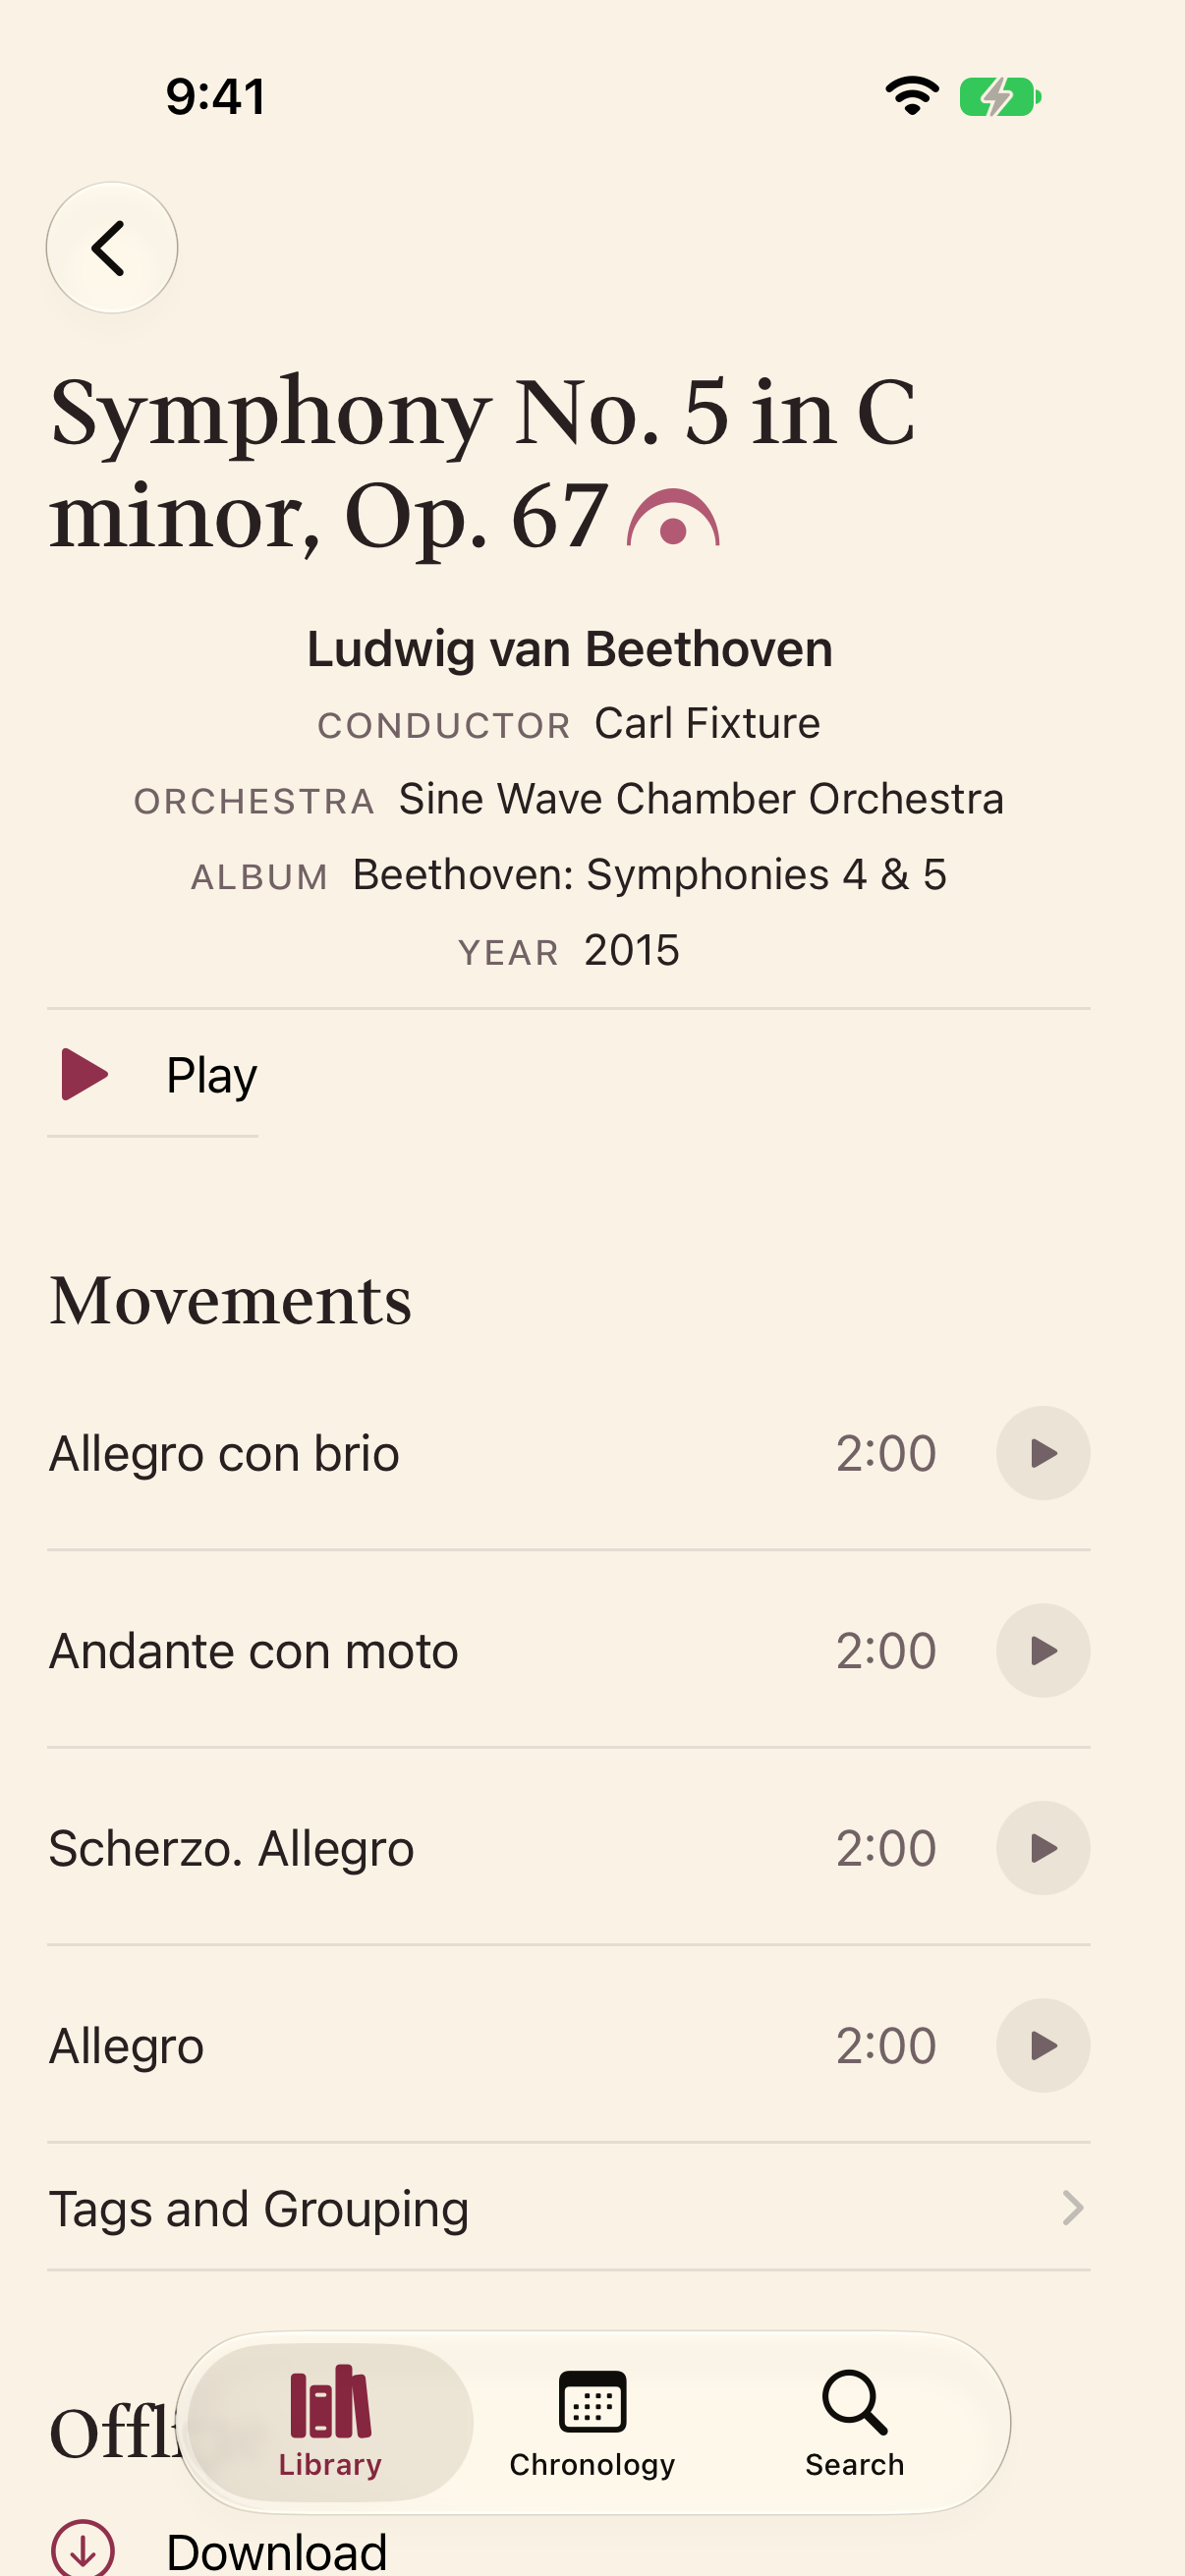 9:41
Symphony No. 5 in C
minor, Op. 67
Ludwig van Beethoven
CONDUCTOR Carl Fixture
ORCHESTRA Sine Wave Chamber Orchestra
ALBUM Beethoven: Symphonies 4 & 5
YEAR 2015
Play
Movements
Allegro con brio 2:00
Andante con moto 2:00
Scherzo. Allegro 2:00
Allegro 2:00
Tags and Grouping
Library Chronology Search
Download